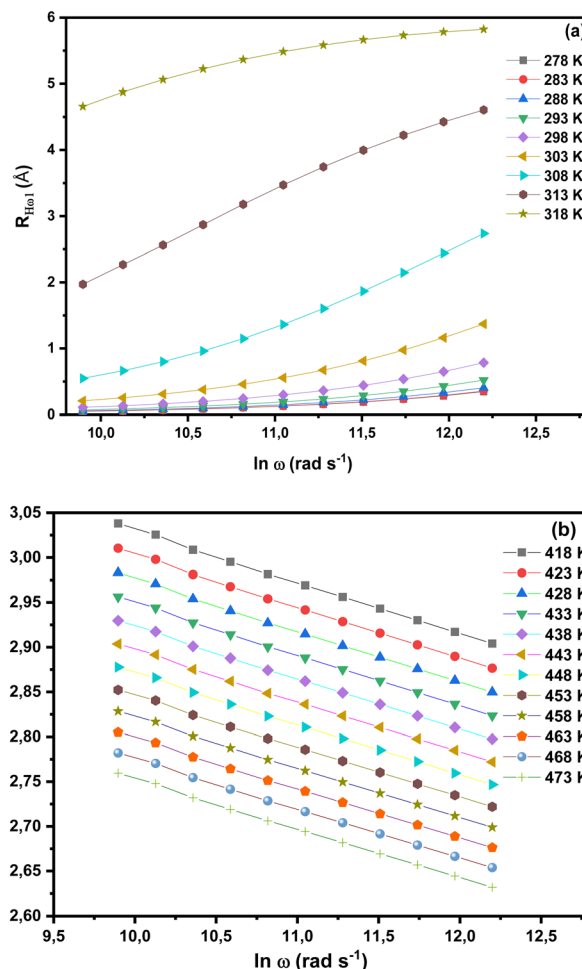 (a)
6
5
4
3
2
1
0
R_Hω1 (Å)
278 K
283 K
288 K
293 K
298 K
303 K
308 K
313 K
318 K
10,0 10,5 11,0 11,5 12,0 12,5
ln ω (rad s⁻¹)
(b)
3,05
3,00
2,95
2,90
2,85
2,80
2,75
2,70
2,65
2,60
418 K
423 K
428 K
433 K
438 K
443 K
448 K
453 K
458 K
463 K
468 K
473 K
9,5 10,0 10,5 11,0 11,5 12,0 12,5
ln ω (rad s⁻¹)